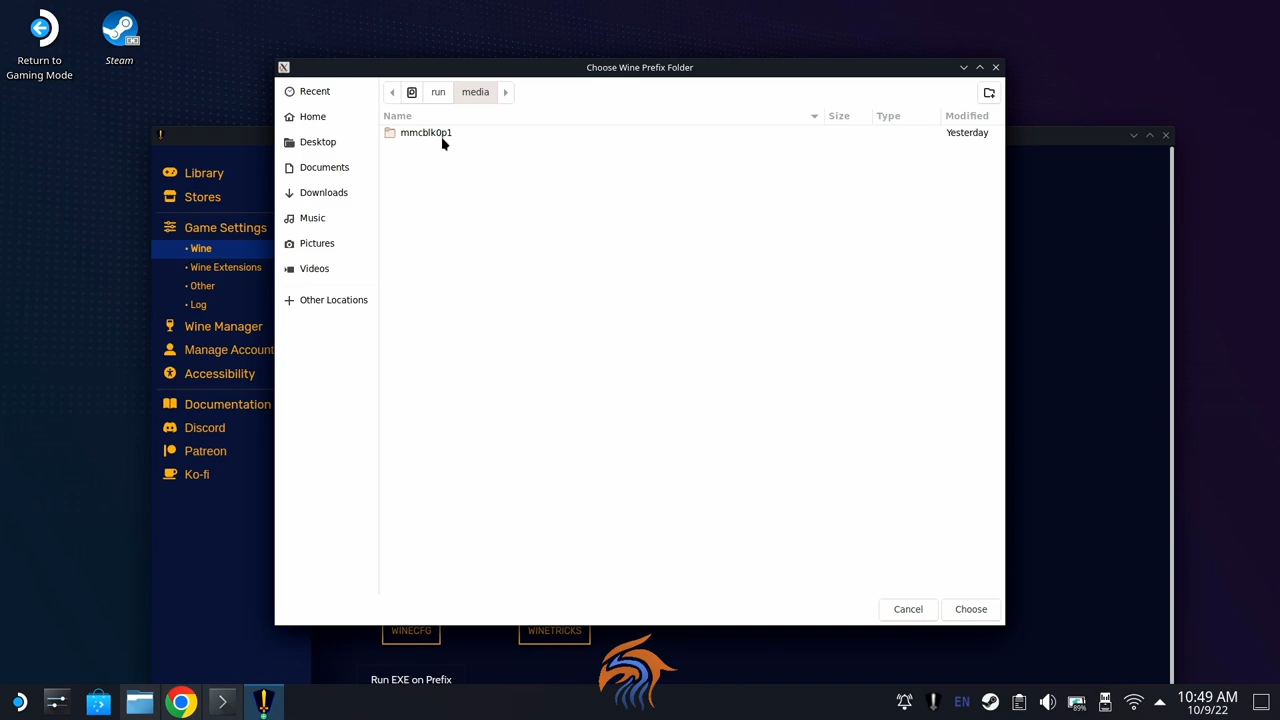 Return to
Gaming Mode
Steam
Choose Wine Prefix Folder
run
media
Recent
Home
Desktop
Documents
Downloads
Music
Pictures
Videos
Other Locations
Name
Size
Type
Modified
mmcblk0p1
Yesterday
Cancel
Choose
Library
Stores
Game Settings
• Wine
• Wine Extensions
• Other
• Log
Wine Manager
Manage Account
Accessibility
Documentation
Discord
Patreon
Ko-fi
WINECFG
WINETRICKS
Run EXE on Prefix
EN
89%
10:49 AM
10/9/22